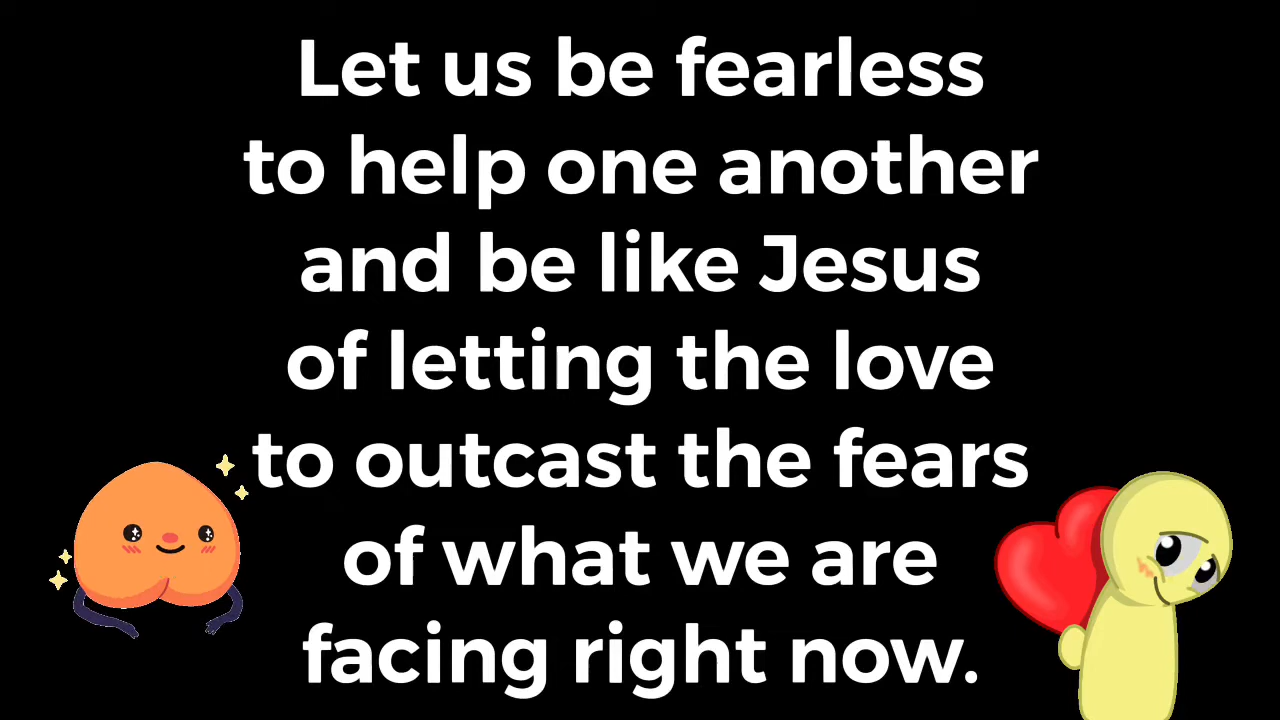 Let us be fearless
to help one another
and be like Jesus
of letting the love
to outcast the fears
of what we are
facing right now.